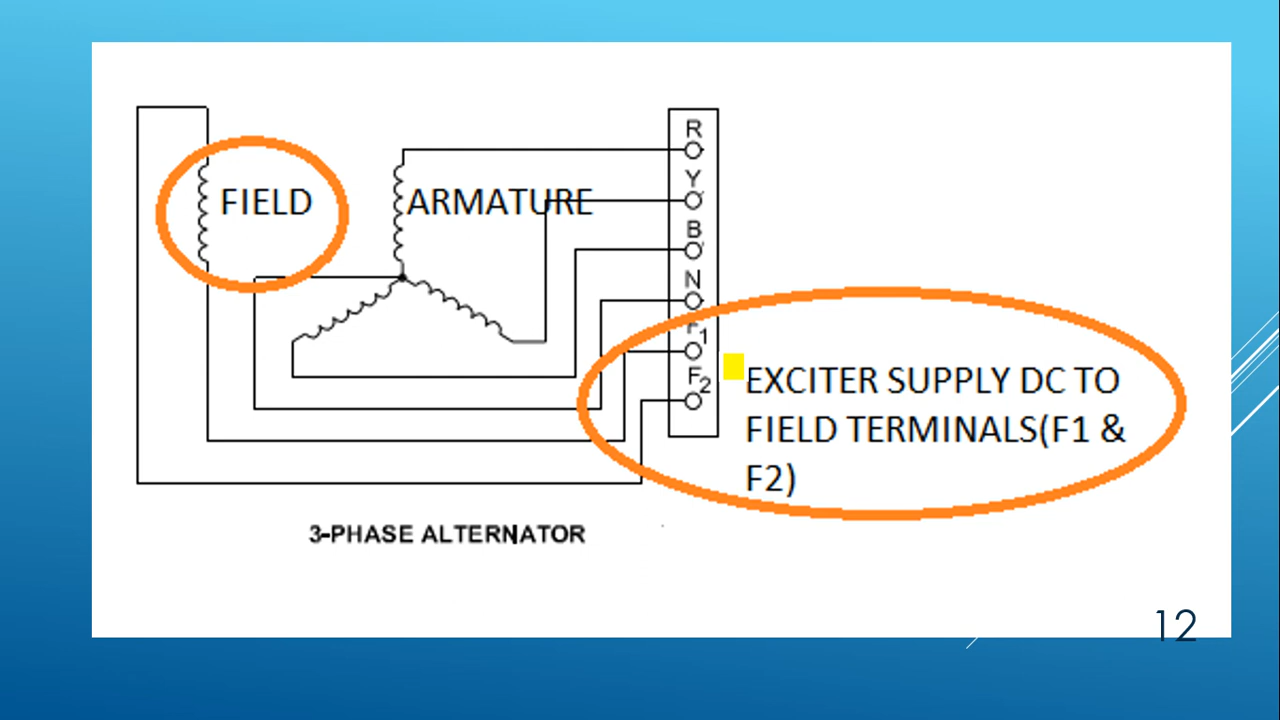 R
Y
B
N
F1
F2
FIELD
ARMATURE
EXCITER SUPPLY DC TO
FIELD TERMINALS(F1 &
F2)
3-PHASE ALTERNATOR
12